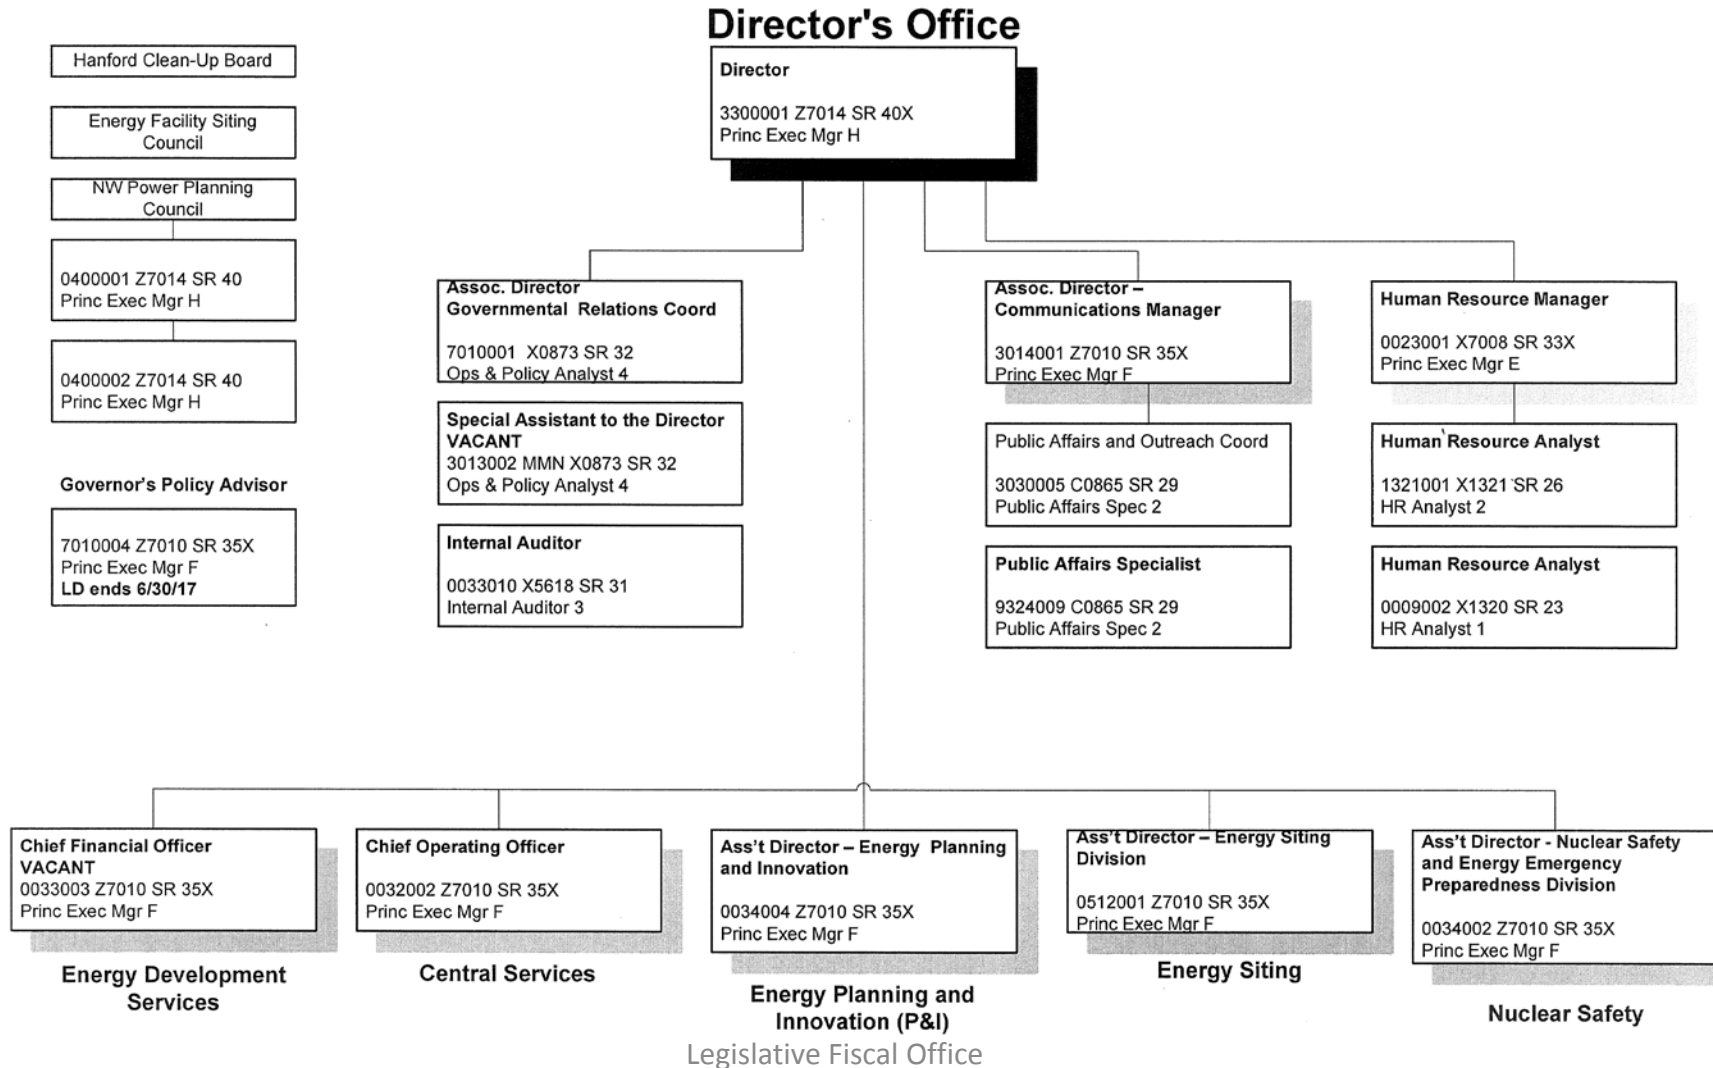 Director's Office
Hanford Clean-Up Board
Energy Facility Siting
Council
NW Power Planning
Council
0400001 Z7014 SR 40
Princ Exec Mgr H
0400002 Z7014 SR 40
Princ Exec Mgr H
Governor's Policy Advisor
7010004 Z7010 SR 35X
Princ Exec Mgr F
LD ends 6/30/17
Director
3300001 Z7014 SR 40X
Princ Exec Mgr H
Assoc. Director
Governmental Relations Coord
7010001 X0873 SR 32
Ops & Policy Analyst 4
Special Assistant to the Director
VACANT
3013002 MMN X0873 SR 32
Ops & Policy Analyst 4
Internal Auditor
0033010 X5618 SR 31
Internal Auditor 3
Assoc. Director –
Communications Manager
3014001 Z7010 SR 35X
Princ Exec Mgr F
Public Affairs and Outreach Coord
3030005 C0865 SR 29
Public Affairs Spec 2
Public Affairs Specialist
9324009 C0865 SR 29
Public Affairs Spec 2
Human Resource Manager
0023001 X7008 SR 33X
Princ Exec Mgr E
Human Resource Analyst
1321001 X1321 SR 26
HR Analyst 2
Human Resource Analyst
0009002 X1320 SR 23
HR Analyst 1
Chief Financial Officer
VACANT
0033003 Z7010 SR 35X
Princ Exec Mgr F
Energy Development
Services
Chief Operating Officer
0032002 Z7010 SR 35X
Princ Exec Mgr F
Central Services
Ass't Director – Energy Planning
and Innovation
0034004 Z7010 SR 35X
Princ Exec Mgr F
Energy Planning and
Innovation (P&I)
Ass't Director – Energy Siting
Division
0512001 Z7010 SR 35X
Princ Exec Mgr F
Energy Siting
Ass't Director - Nuclear Safety
and Energy Emergency
Preparedness Division
0034002 Z7010 SR 35X
Princ Exec Mgr F
Nuclear Safety
Legislative Fiscal Office